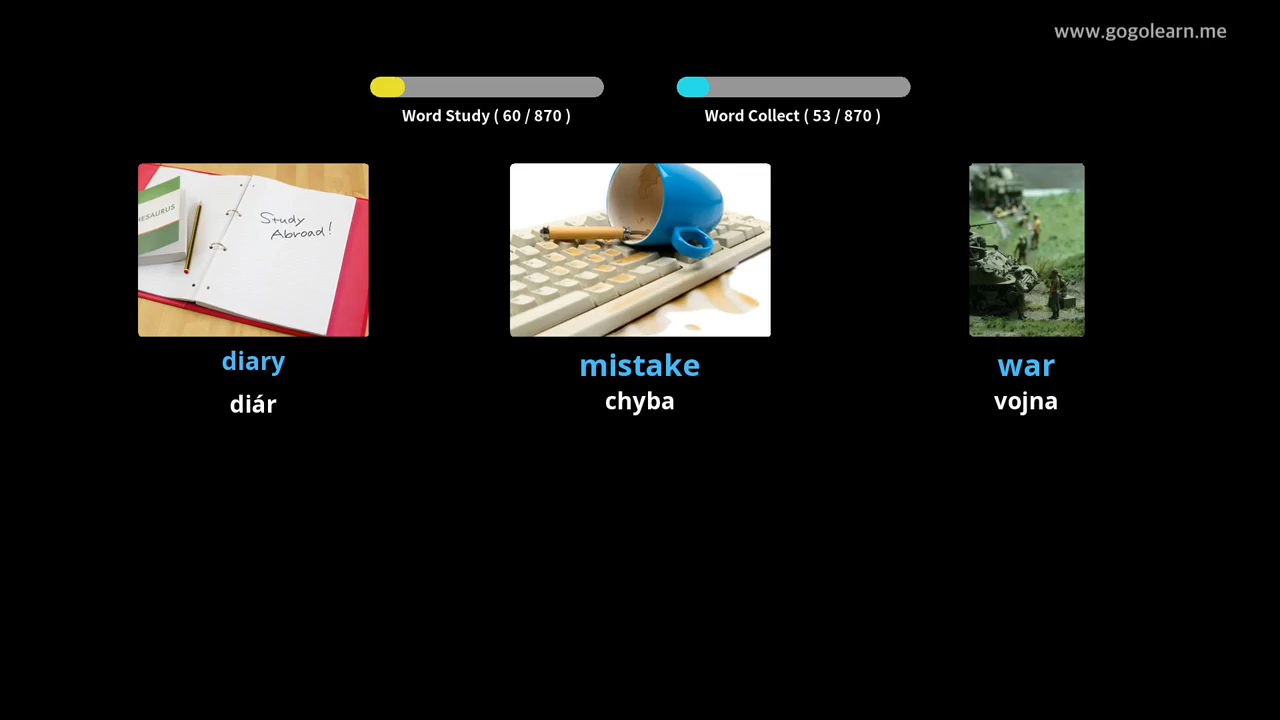 www.gogolearn.me
Word Study ( 60 / 870 )
Word Collect ( 53 / 870 )
HESAURUS
Study
Abroad!
diary
mistake
war
diár
chyba
vojna